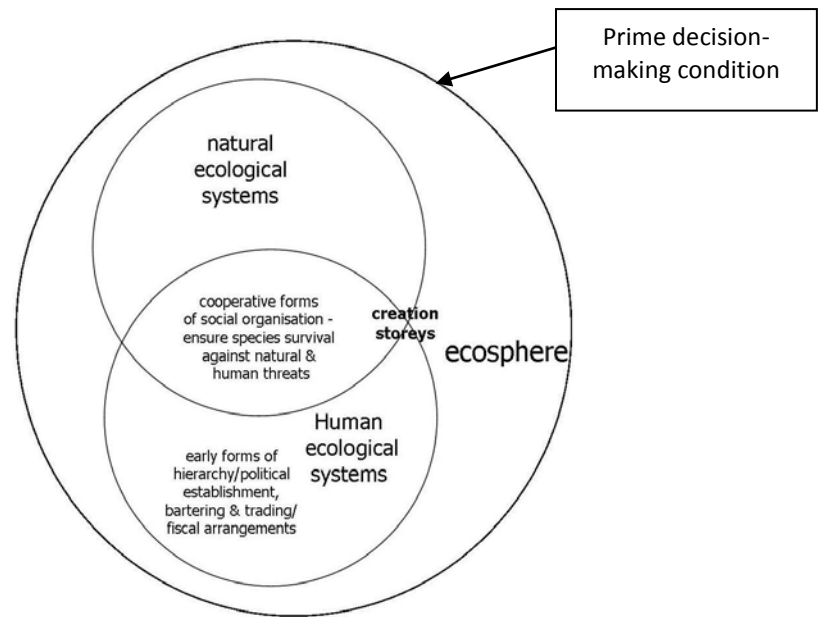 Prime decision-
making condition
natural
ecological
systems
cooperative forms
of social organisation -
ensure species survival
against natural &
human threats
creation
storeys
ecosphere
Human
ecological
systems
early forms of
hierarchy/political
establishment,
bartering & trading/
fiscal arrangements